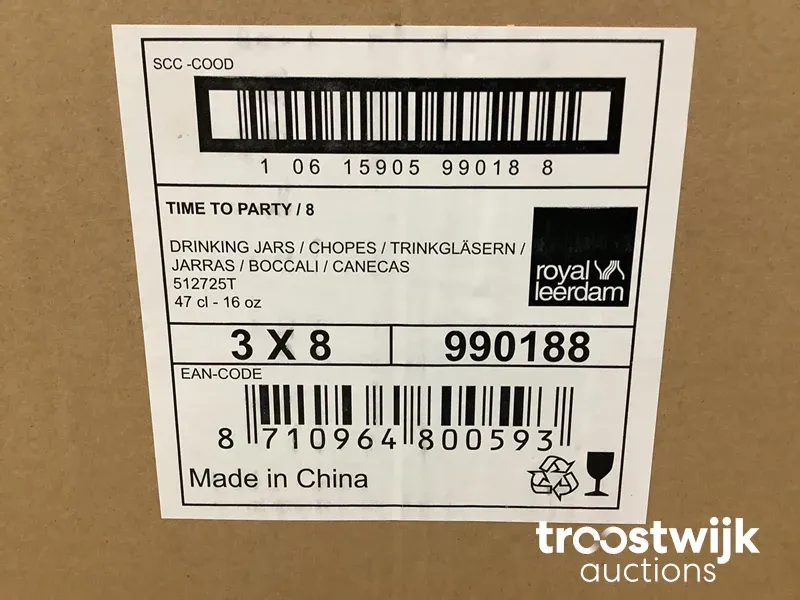 SCC -COOD
1 06 15905 99018 8
TIME TO PARTY / 8
DRINKING JARS / CHOPES / TRINKGLÄSERN /
JARRAS / BOCCALI / CANECAS
512725T
47 cl - 16 oz
royal leerdam
3 X 8
990188
EAN-CODE
8 710964 800593
Made in China
troostwijk
auctions